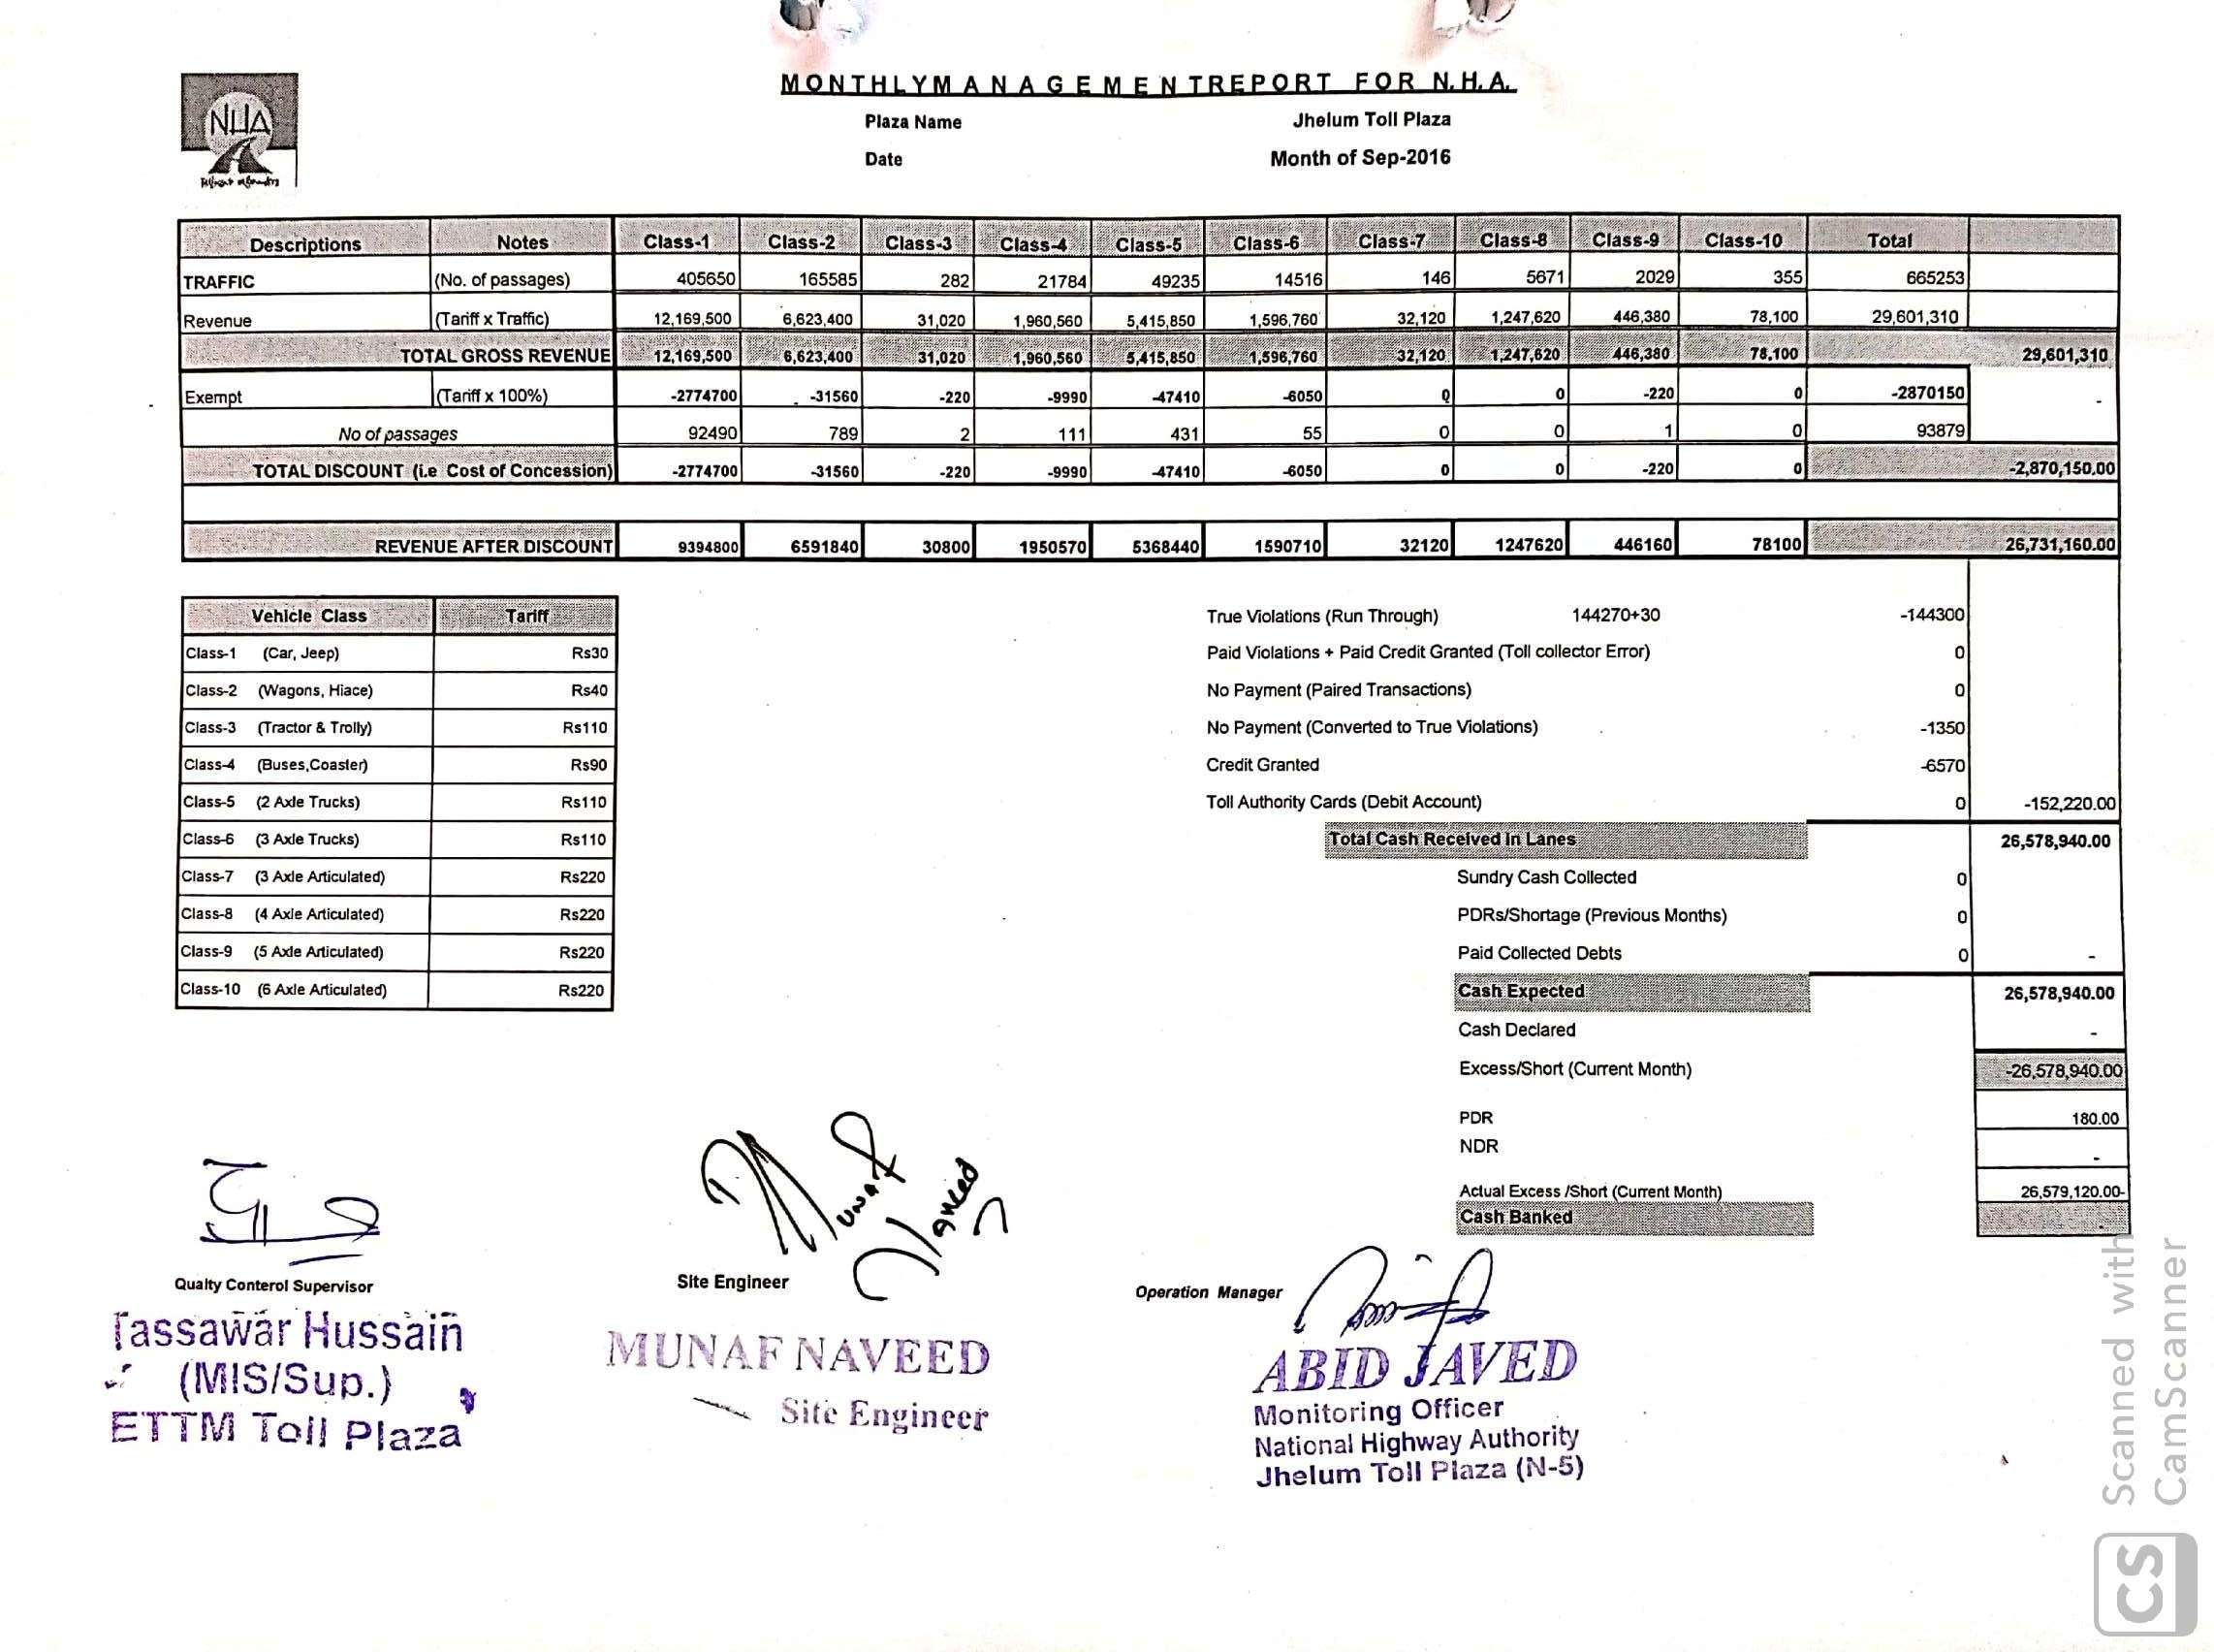 NHA
MONTHLYMANAGEMENTREPORT FOR N.H.A.
Plaza Name Jhelum Toll Plaza
Date Month of Sep-2016
Descriptions Notes Class-1 Class-2 Class-3 Class-4 Class-5 Class-6 Class-7 Class-8 Class-9 Class-10 Total
TRAFFIC (No. of passages) 405650 165585 282 21784 49235 14516 146 5671 2029 355 665253
Revenue (Tariff x Traffic) 12,169,500 6,623,400 31,020 1,960,560 5,415,850 1,596,760 32,120 1,247,620 446,380 78,100 29,601,310
TOTAL GROSS REVENUE 12,169,500 6,623,400 31,020 1,960,560 5,415,850 1,596,760 32,120 1,247,620 446,380 78,100 29,601,310
Exempt (Tariff x 100%) -2774700 -31560 -220 -9990 -47410 -6050 0 0 -220 0 -2870150 -
No of passages 92490 789 2 111 431 55 0 0 1 0 93879
TOTAL DISCOUNT (i.e Cost of Concession) -2774700 -31560 -220 -9990 -47410 -6050 0 0 -220 0 -2,870,150.00
REVENUE AFTER DISCOUNT 9394800 6591840 30800 1950570 5368440 1590710 32120 1247620 446160 78100 26,731,160.00
Vehicle Class Tariff
Class-1 (Car, Jeep) Rs30
Class-2 (Wagons, Hiace) Rs40
Class-3 (Tractor & Trolly) Rs110
Class-4 (Buses,Coaster) Rs90
Class-5 (2 Axle Trucks) Rs110
Class-6 (3 Axle Trucks) Rs110
Class-7 (3 Axle Articulated) Rs220
Class-8 (4 Axle Articulated) Rs220
Class-9 (5 Axle Articulated) Rs220
Class-10 (6 Axle Articulated) Rs220
True Violations (Run Through) 144270+30 -144300
Paid Violations + Paid Credit Granted (Toll collector Error) 0
No Payment (Paired Transactions) 0
No Payment (Converted to True Violations) -1350
Credit Granted -6570
Toll Authority Cards (Debit Account) 0 -152,220.00
Total Cash Received in Lanes 26,578,940.00
Sundry Cash Collected 0
PDRs/Shortage (Previous Months) 0
Paid Collected Debts 0 -
Cash Expected 26,578,940.00
Cash Declared -
Excess/Short (Current Month) -26,578,940.00
PDR 180.00
NDR -
Actual Excess /Short (Current Month) 26,579,120.00-
Cash Banked
Munaf
Naveed
Qualty Conterol Supervisor
Tassawar Hussain
(MIS/Sup.)
ETTM Toll Plaza
Site Engineer
MUNAF NAVEED
Site Engineer
Operation Manager
ABID JAVED
Monitoring Officer
National Highway Authority
Jhelum Toll Plaza (N-5)
Scanned with
CamScanner
CS